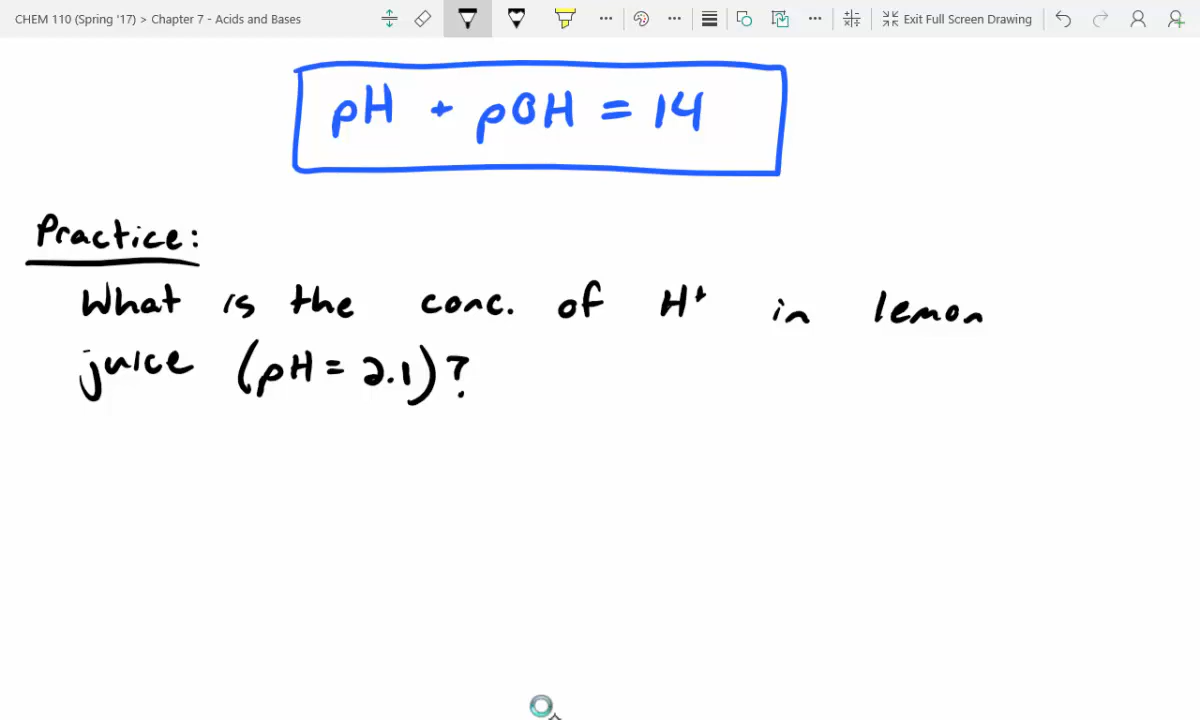 CHEM 110 (Spring '17) > Chapter 7 - Acids and Bases
Exit Full Screen Drawing
pH + pOH = 14
Practice:
What is the conc. of H+ in lemon
juice (pH = 2.1)?